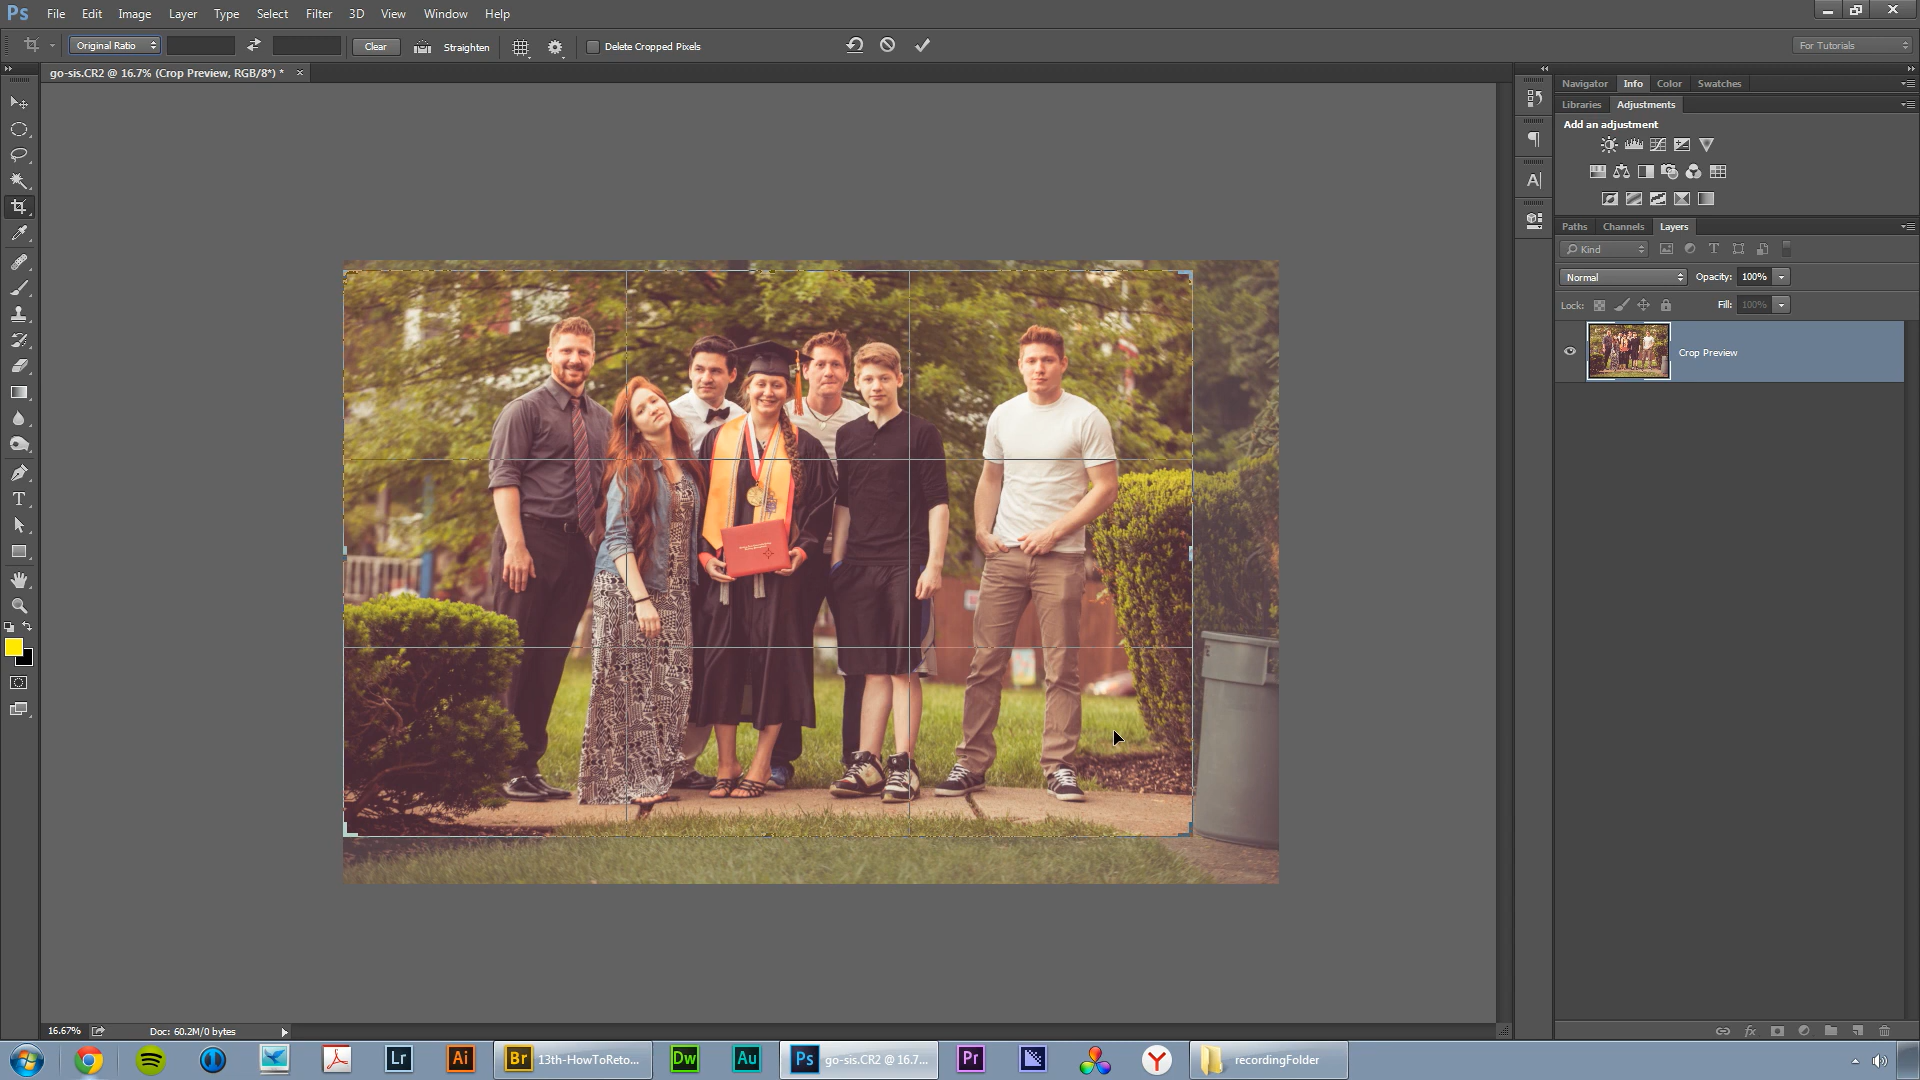 Ps File Edit Image Layer Type Select Filter 3D View Window Help
Original Ratio Clear Straighten Delete Cropped Pixels For Tutorials
go-sis.CR2 @ 16.7% (Crop Preview, RGB/8*) * ×
Navigator Info Color Swatches
Libraries Adjustments
Add an adjustment
Paths Channels Layers
Kind
Normal Opacity: 100%
Lock: Fill: 100%
Crop Preview
16.67% Doc: 60.2M/0 bytes
Lr Ai Br 13th-HowToReto... Dw Au Ps go-sis.CR2 @ 16.7... Pr recordingFolder